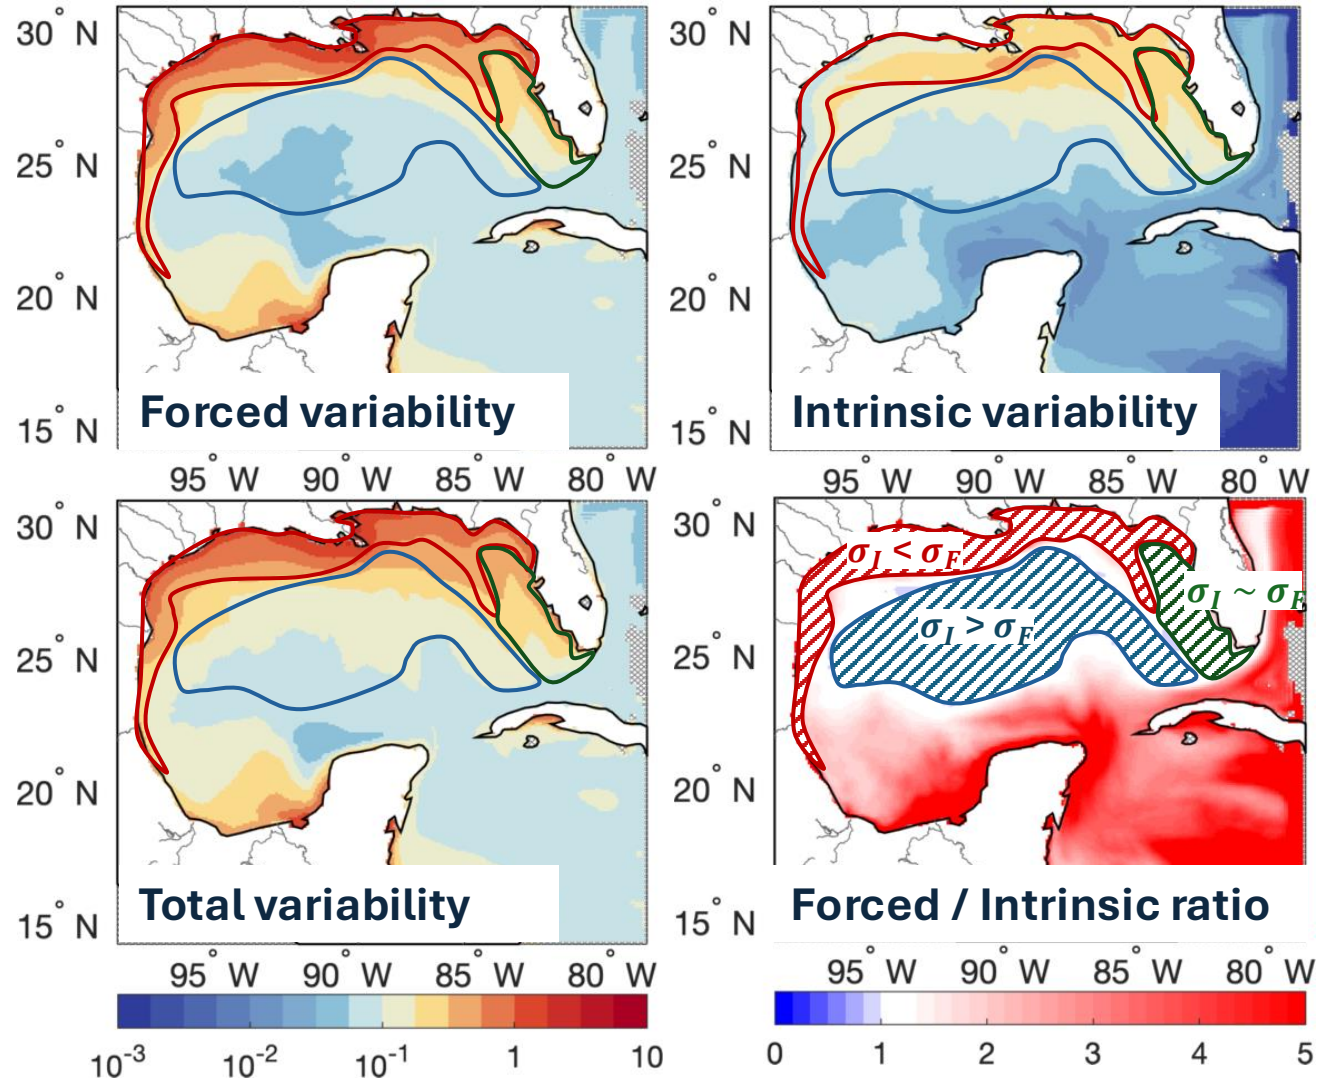 30° N
25° N
20° N
15° N
Forced variability
95° W 90° W 85° W 80° W
30° N
25° N
20° N
15° N
Intrinsic variability
95° W 90° W 85° W 80° W
30° N
25° N
20° N
15° N
Total variability
95° W 90° W 85° W 80° W
10⁻³ 10⁻² 10⁻¹ 1 10
30° N
25° N
20° N
15° N
σ_I < σ_F
σ_I ~ σ_F
σ_I > σ_F
Forced / Intrinsic ratio
95° W 90° W 85° W 80° W
0 1 2 3 4 5